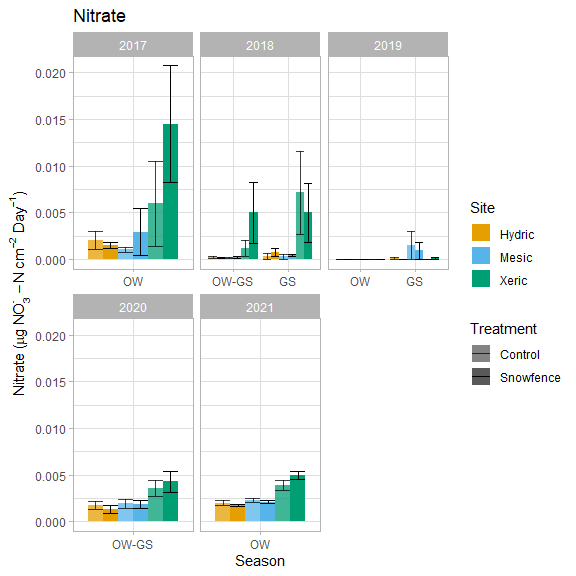 Nitrate
2017 2018 2019
0.020
0.015
0.010
0.005
0.000
OW OW-GS GS OW GS
2020 2021
0.020
0.015
0.010
0.005
0.000
OW-GS OW
Season
Nitrate (μg NO₃⁻ – N cm⁻² Day⁻¹)
Site
Hydric
Mesic
Xeric
Treatment
Control
Snowfence